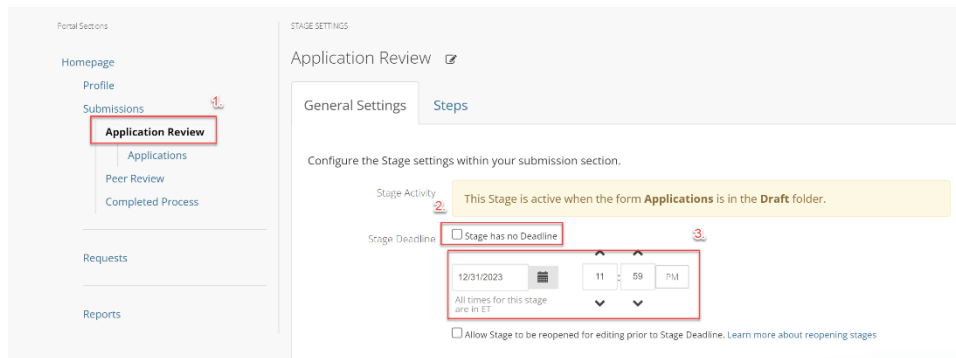 Portal Sections
Homepage
Profile
Submissions
1.
Application Review
Applications
Peer Review
Completed Process
Requests
Reports
STAGE SETTINGS
Application Review
General Settings Steps
Configure the Stage settings within your submission section.
Stage Activity
This Stage is active when the form Applications is in the Draft folder.
2.
Stage Deadline
Stage has no Deadline
3.
12/31/2023 11 : 59 PM
All times for this stage
are in ET
Allow Stage to be reopened for editing prior to Stage Deadline. Learn more about reopening stages